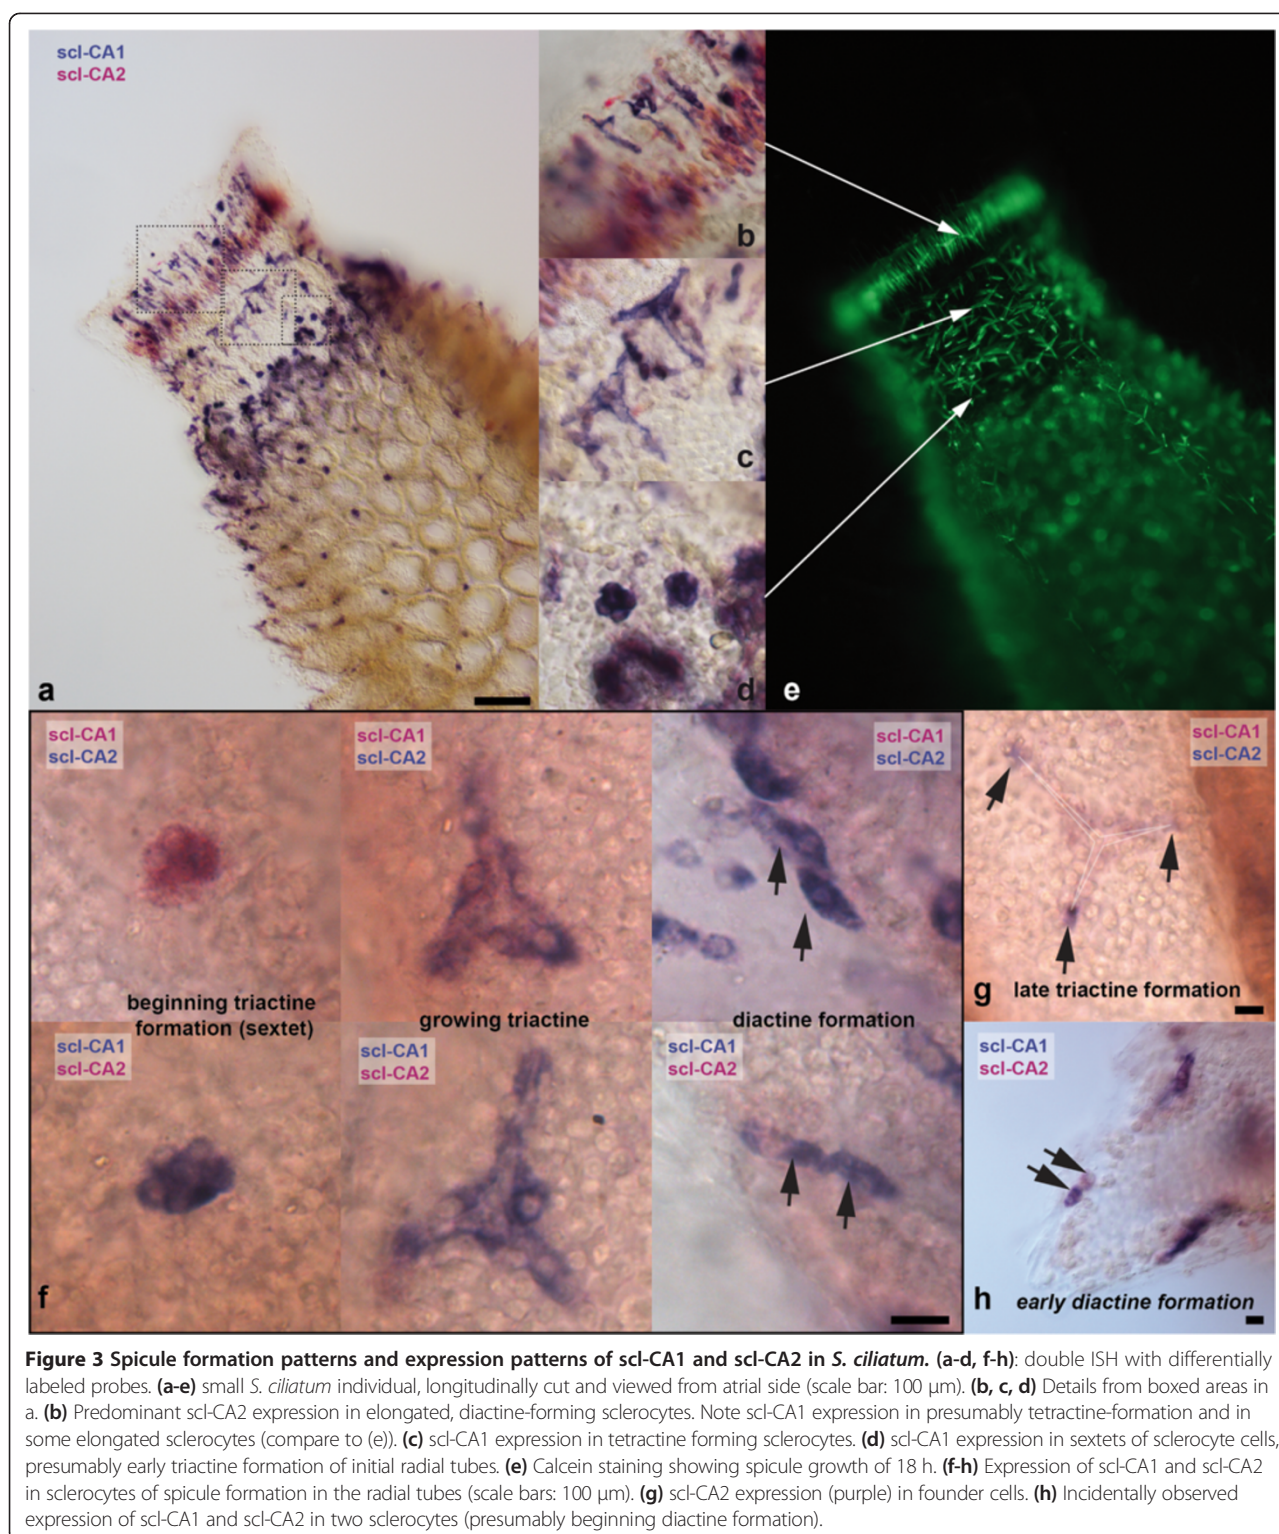 scl-CA1
scl-CA2
a
b
c
d
e
scl-CA1
scl-CA2
beginning triactine
formation (sextet)
scl-CA1
scl-CA2
growing triactine
scl-CA1
scl-CA2
diactine formation
scl-CA1
scl-CA2
g
late triactine formation
scl-CA1
scl-CA2
f
scl-CA1
scl-CA2
scl-CA1
scl-CA2
scl-CA1
scl-CA2
h
early diactine formation
Figure 3 Spicule formation patterns and expression patterns of scl-CA1 and scl-CA2 in S. ciliatum. (a-d, f-h): double ISH with differentially
labeled probes. (a-e) small S. ciliatum individual, longitudinally cut and viewed from atrial side (scale bar: 100 μm). (b, c, d) Details from boxed areas in
a. (b) Predominant scl-CA2 expression in elongated, diactine-forming sclerocytes. Note scl-CA1 expression in presumably tetractine-formation and in
some elongated sclerocytes (compare to (e)). (c) scl-CA1 expression in tetractine forming sclerocytes. (d) scl-CA1 expression in sextets of sclerocyte cells,
presumably early triactine formation of initial radial tubes. (e) Calcein staining showing spicule growth of 18 h. (f-h) Expression of scl-CA1 and scl-CA2
in sclerocytes of spicule formation in the radial tubes (scale bars: 100 μm). (g) scl-CA2 expression (purple) in founder cells. (h) Incidentally observed
expression of scl-CA1 and scl-CA2 in two sclerocytes (presumably beginning diactine formation).